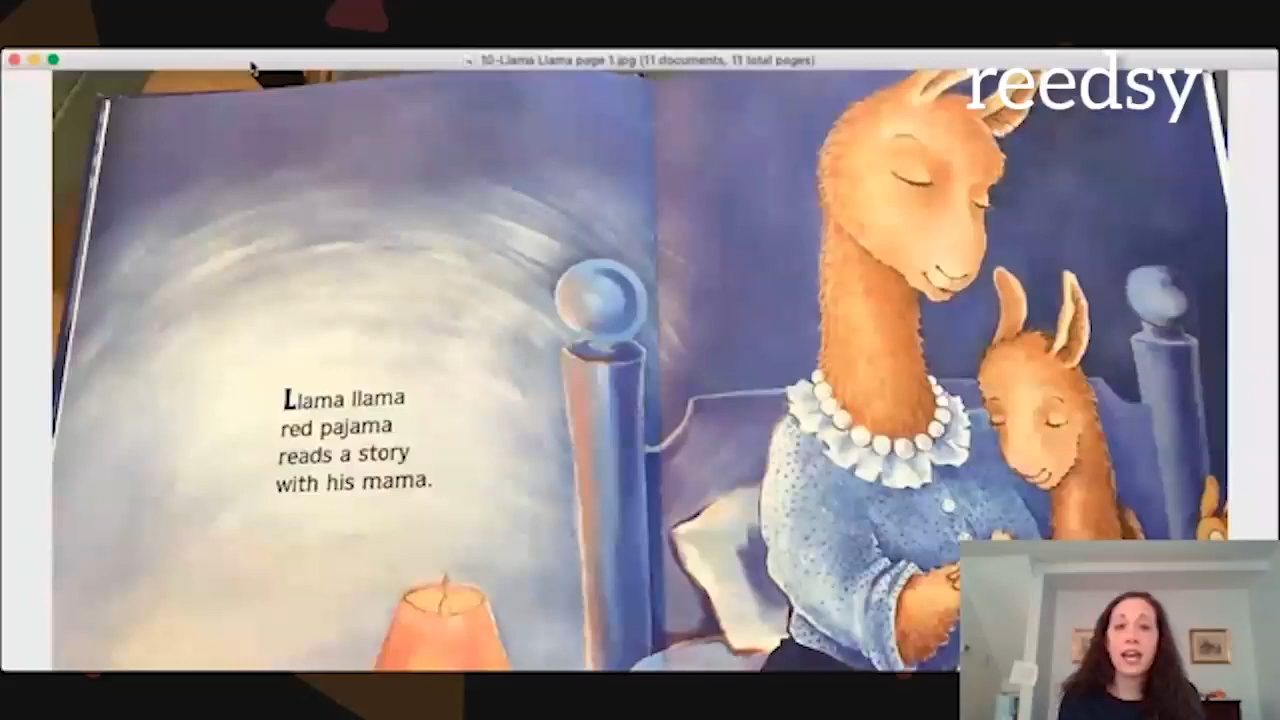 10-Llama Llama page 1.jpg (11 documents, 11 total pages)
reedsy
Llama llama
red pajama
reads a story
with his mama.